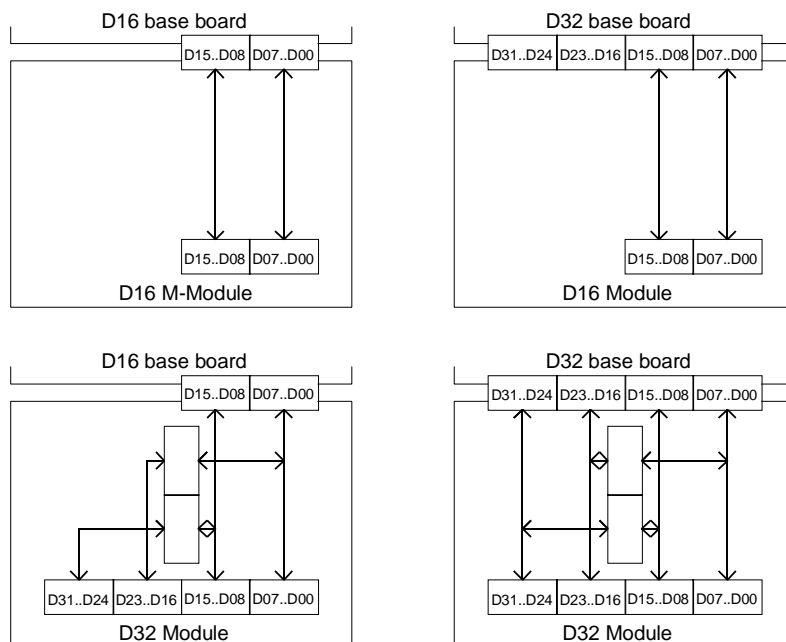 D16 base board
D15..D08 D07..D00
D15..D08 D07..D00
D16 M-Module
D32 base board
D31..D24 D23..D16 D15..D08 D07..D00
D15..D08 D07..D00
D16 Module
D16 base board
D15..D08 D07..D00
D31..D24 D23..D16 D15..D08 D07..D00
D32 Module
D32 base board
D31..D24 D23..D16 D15..D08 D07..D00
D31..D24 D23..D16 D15..D08 D07..D00
D32 Module